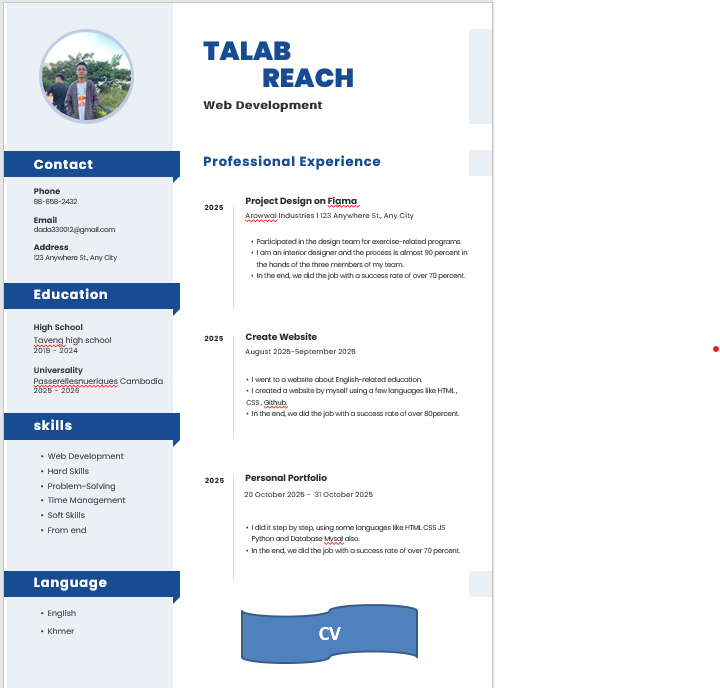 TALAB
REACH
Web Development
Contact
Phone
88-658-2432
Email
dada330012@gmail.com
Address
123 Anywhere St., Any City
Education
High School
Taveng high school
2018 - 2024
Universality
Passerellesnueriques Cambodia
2025 - 2026
skills
• Web Development
• Hard Skills
• Problem-Solving
• Time Management
• Soft Skills
• From end
Language
• English
• Khmer
Professional Experience
2025
Project Design on Figma
Arowwai Industries | 123 Anywhere St., Any City
• Participated in the design team for exercise-related programs.
• I am an interior designer and the process is almost 90 percent in
the hands of the three members of my team.
• In the end, we did the job with a success rate of over 70 percent.
2025
Create Website
August 2025-September 2025
• I went to a website about English-related education.
• I created a website by myself using a few languages like HTML,
CSS, Github.
• In the end, we did the job with a success rate of over 80percent.
2025
Personal Portfolio
20 October 2025 - 31 October 2025
• I did it step by step, using some languages like HTML CSS JS
Python and Database Mysql also.
• In the end, we did the job with a success rate of over 70 percent.
CV